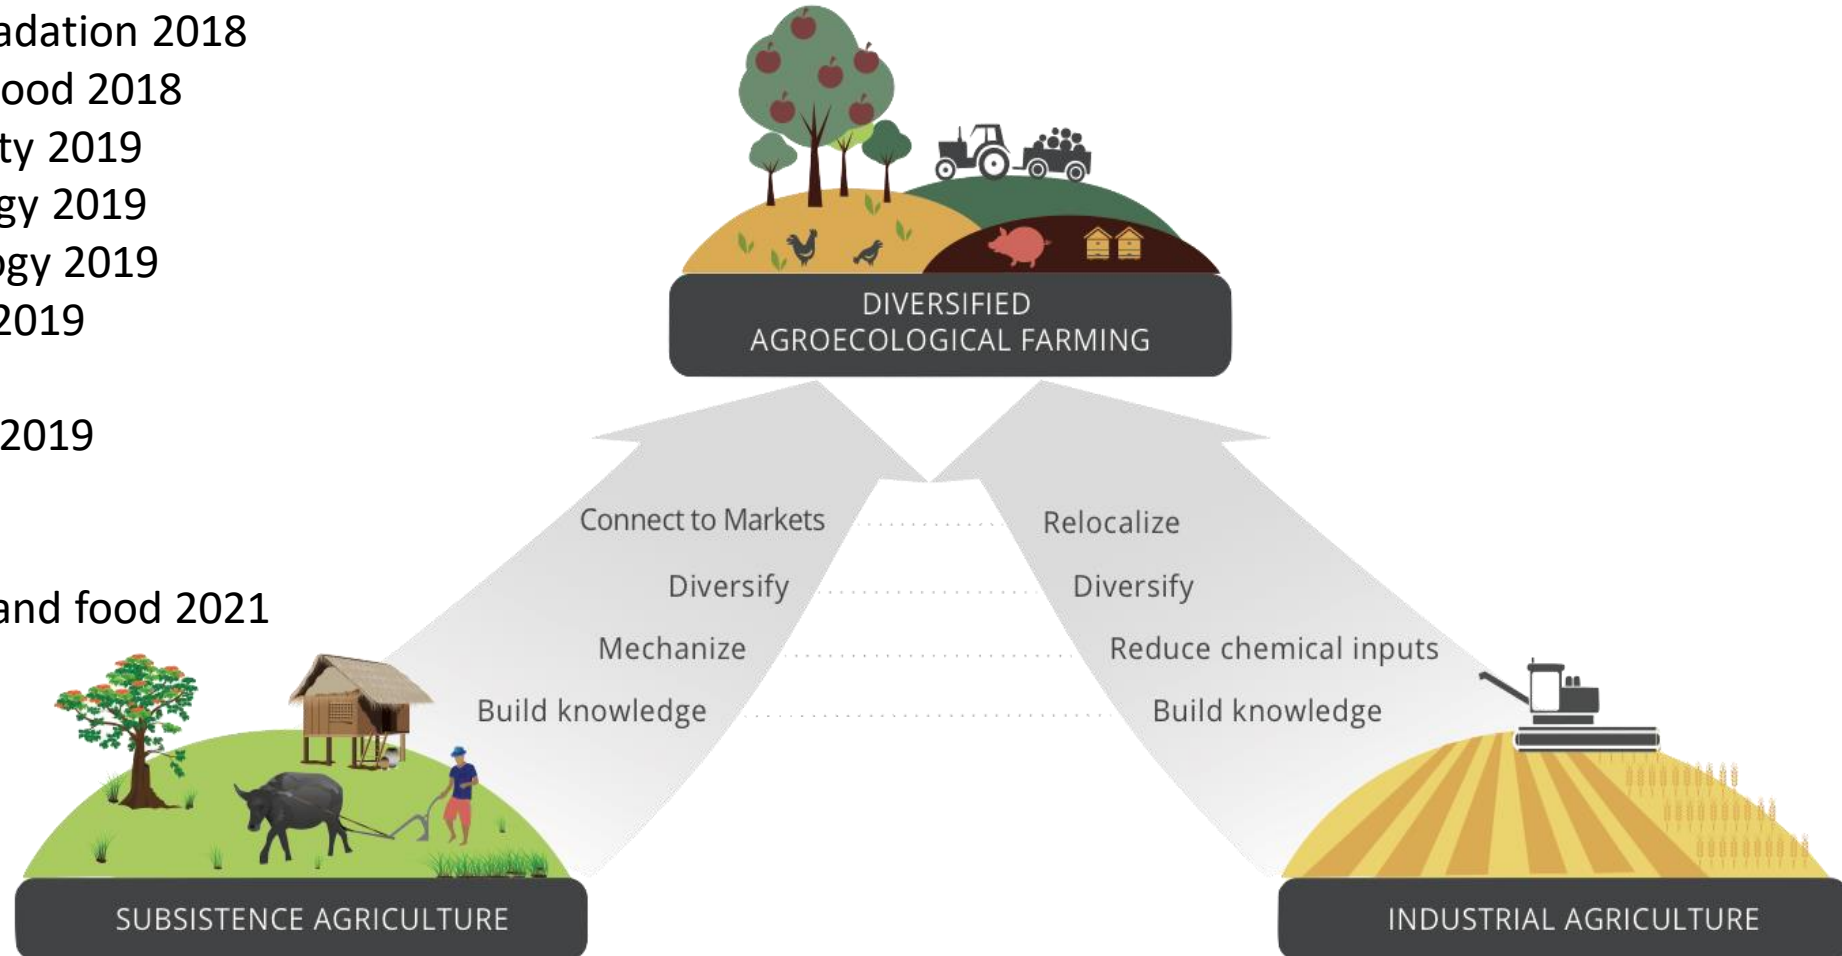 adation 2018
ood 2018
ty 2019
gy 2019
ogy 2019
2019
2019
and food 2021
DIVERSIFIED
AGROECOLOGICAL FARMING
Connect to Markets
Relocalize
Diversify
Diversify
Mechanize
Reduce chemical inputs
Build knowledge
Build knowledge
SUBSISTENCE AGRICULTURE
INDUSTRIAL AGRICULTURE